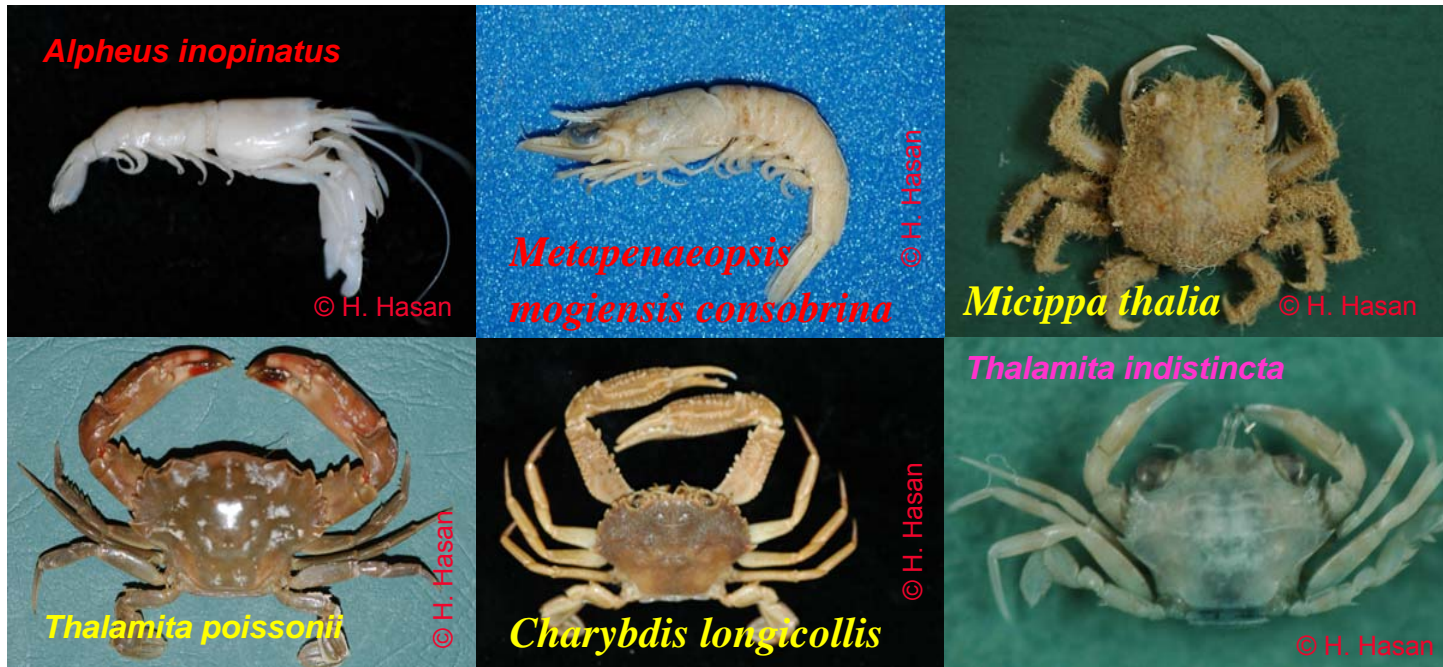 Alpheus inopinatus
© H. Hasan
Metapenaeopsis
mogiensis consobrina
© H. Hasan
Micippa thalia
© H. Hasan
Thalamita poissonii
© H. Hasan
Charybdis longicollis
© H. Hasan
Thalamita indistincta
© H. Hasan